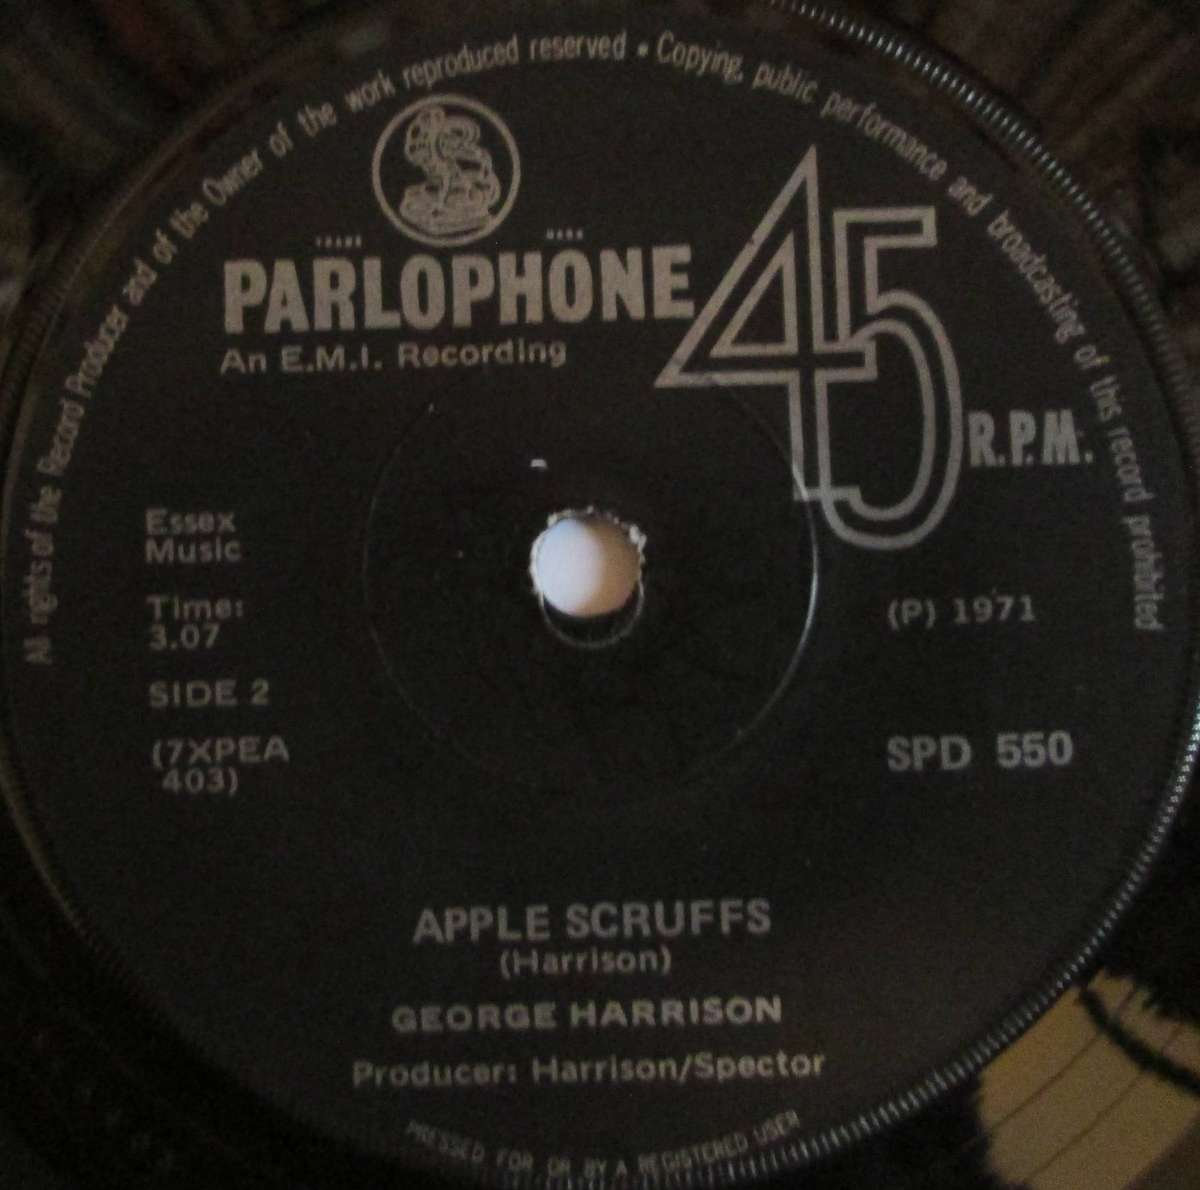 All rights of the Record Producer and of the Owner of the work reproduced reserved • Copying, public performance and broadcasting of this record prohibited
TRADE MARK
PARLOPHONE
An E.M.I. Recording
45
R.P.M.
Essex
Music
Time:
3.07
SIDE 2
(7XPEA
403)
(P) 1971
SPD 550
APPLE SCRUFFS
(Harrison)
GEORGE HARRISON
Producer: Harrison/Spector
PRESSED FOR OR BY A REGISTERED USER